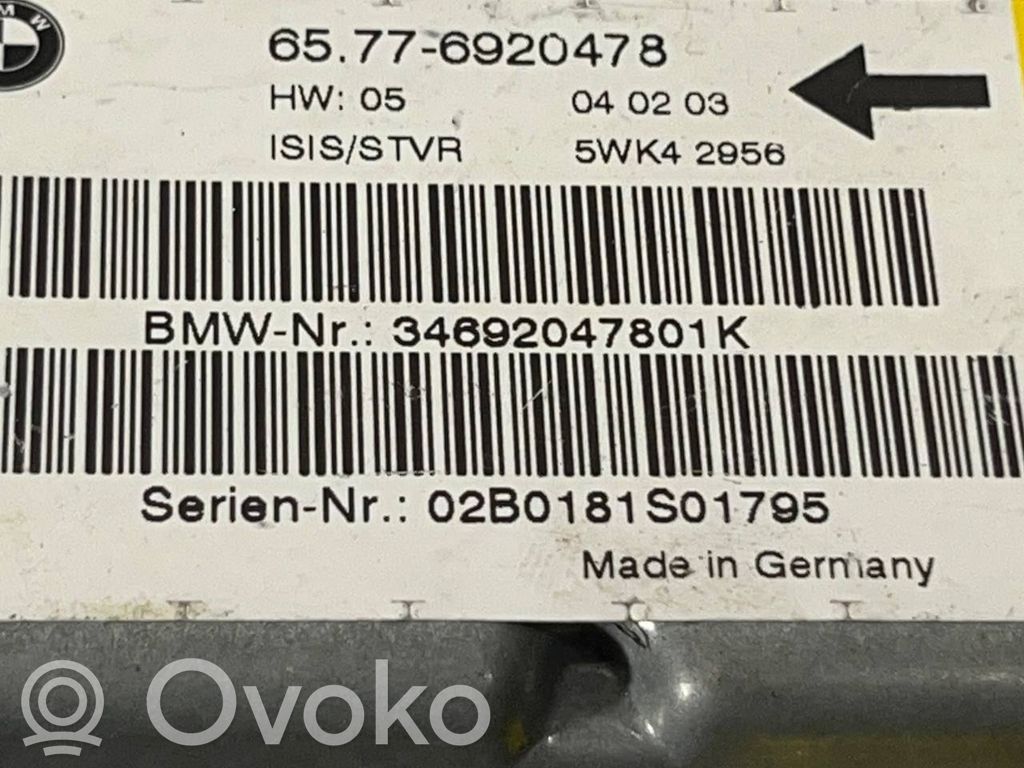 M W
65.77-6920478
HW: 05 04 02 03
ISIS/STVR 5WK4 2956
BMW-Nr.: 34692047801K
Serien-Nr.: 02B0181S01795
Made in Germany
Ovoko